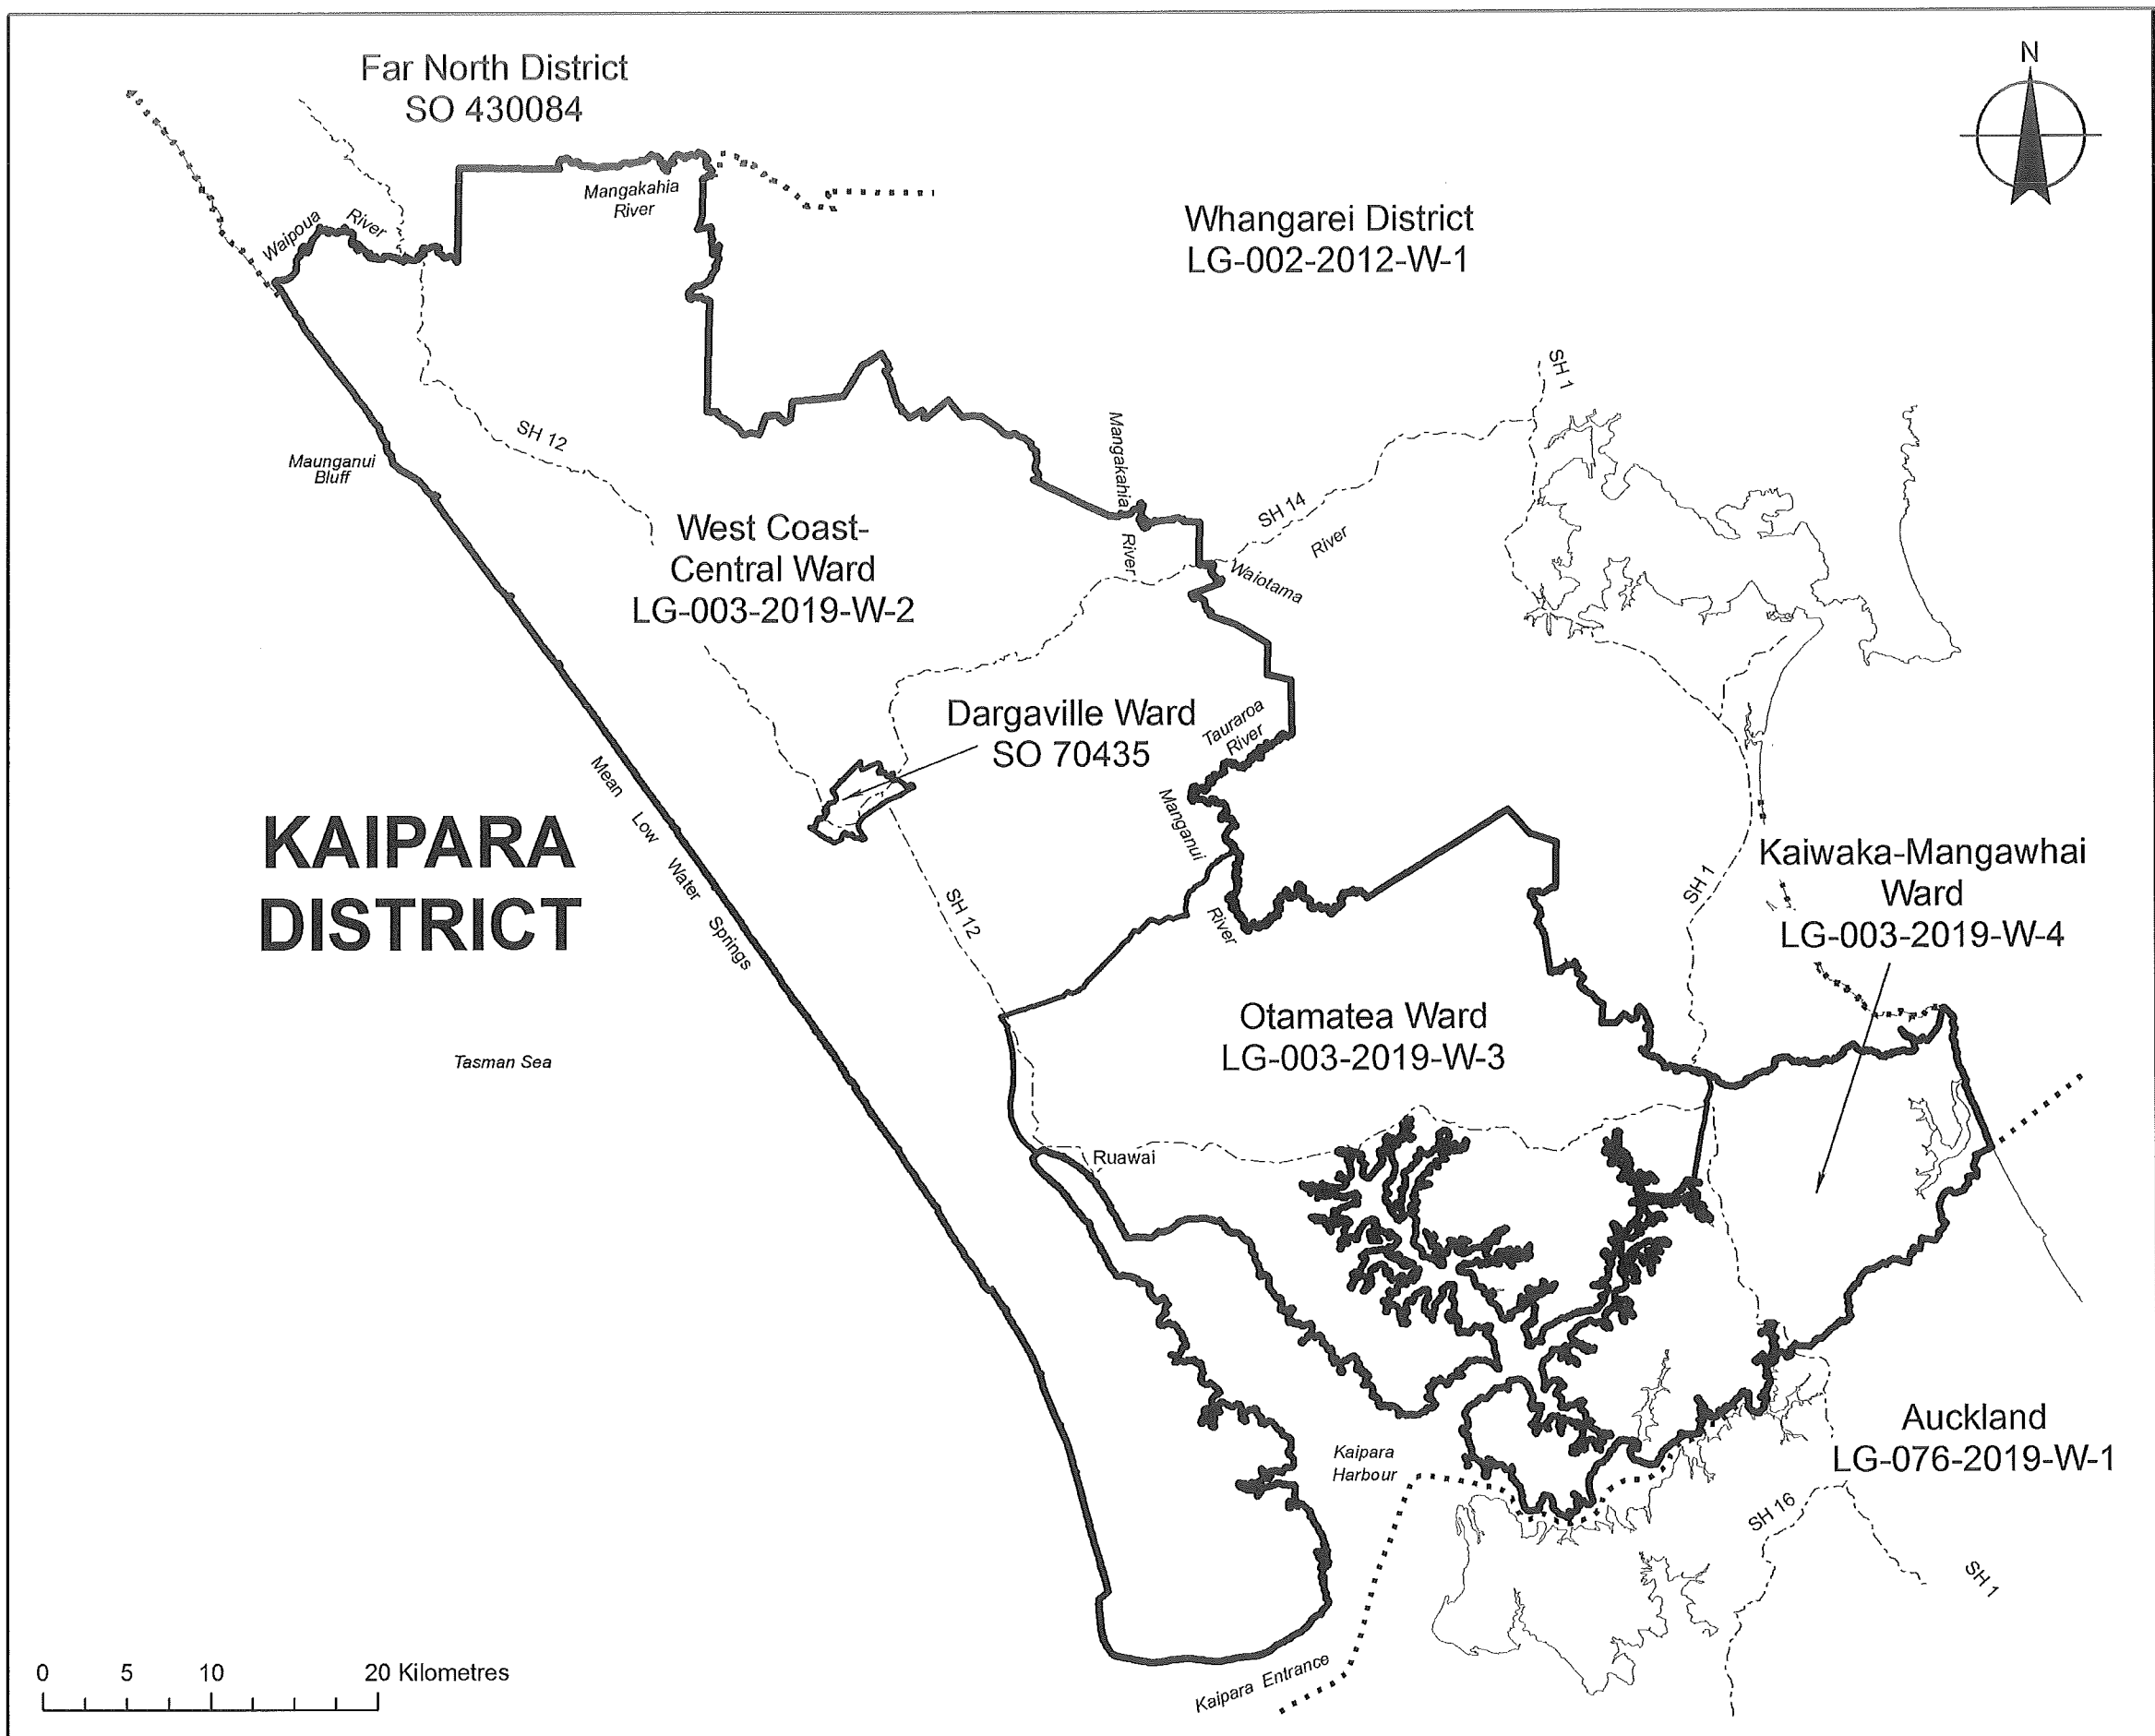 Far North District
SO 430084
N
Mangakahia
River
Waipoua River
Whangarei District
LG-002-2012-W-1
SH 1
SH 12
Maunganui
Bluff
Mangakahia River
SH 14
River
Waiotama
West Coast-
Central Ward
LG-003-2019-W-2
Dargaville Ward
SO 70435
Tauraroa
River
Manganui
River
Mean Low Water Springs
KAIPARA
DISTRICT
SH 12
SH 1
Kaiwaka-Mangawhai
Ward
LG-003-2019-W-4
Otamatea Ward
LG-003-2019-W-3
Tasman Sea
Ruawai
Auckland
LG-076-2019-W-1
Kaipara
Harbour
SH 16
SH 1
Kaipara Entrance
0 5 10 20 Kilometres